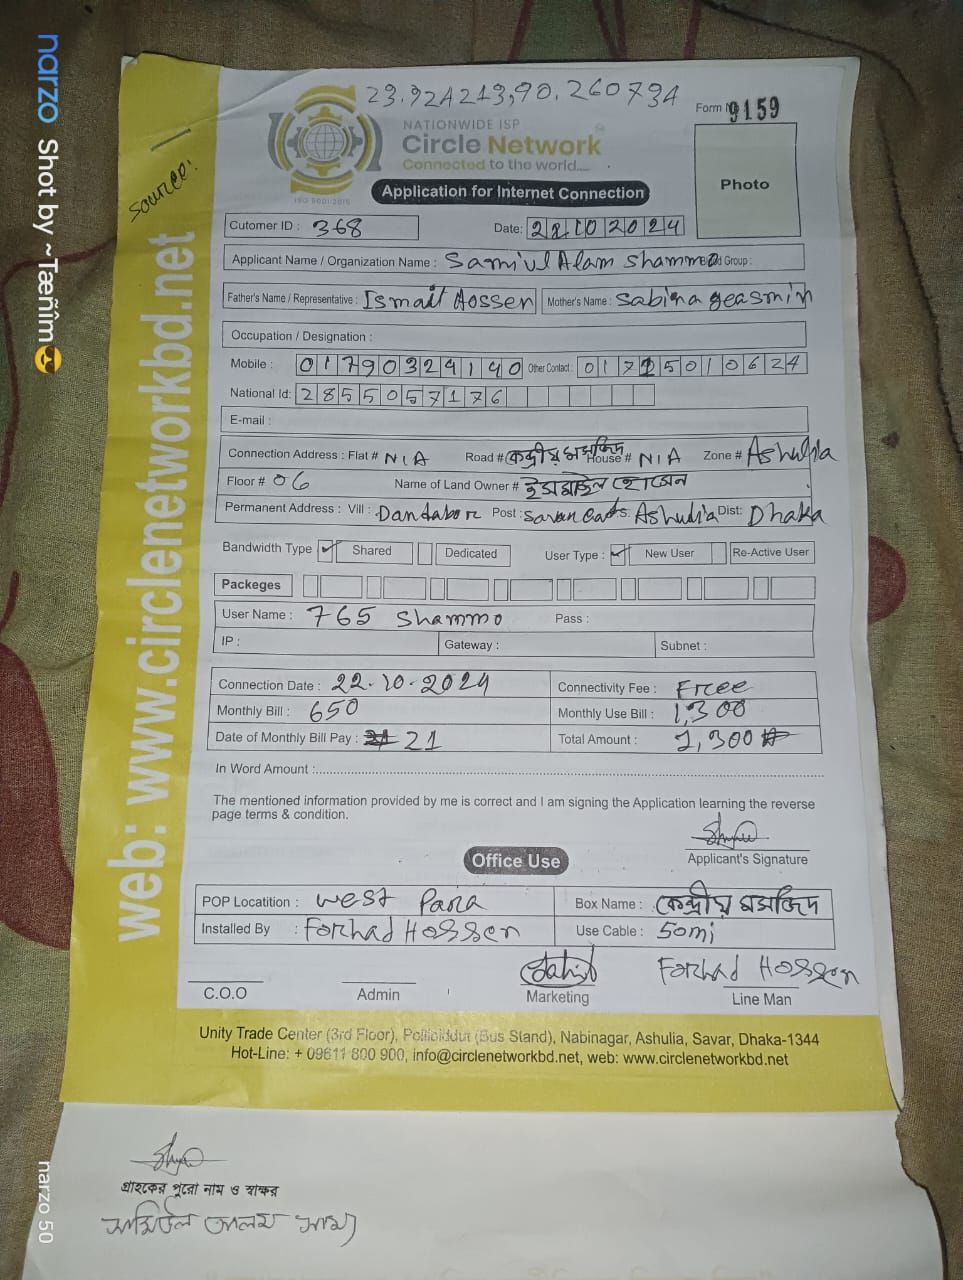 23.924213,90.260734
Form N 9159
NATIONWIDE ISP
Circle Network
Connected to the world....
ISO 9001:2015
Application for Internet Connection
Photo
source:
Cutomer ID : 368
Date: 22 10 2024
Applicant Name / Organization Name : Samiul Alam Shammo d Group :
Father's Name / Representative : Ismail Hossen Mother's Name : Sabina Yeasmin
Occupation / Designation :
Mobile : 01790324140 Other Contact : 01715010624
National Id: 2855057176
E-mail :
Connection Address : Flat # N/A Road # কেন্দ্রীয় মসজিদ House # N/A Zone # Ashulia
Floor # 06 Name of Land Owner # ইসমাইল হোসেন
Permanent Address : Vill : Dandabor Post : Savar S: Ashulia Dist: Dhaka
Bandwidth Type ✓ Shared Dedicated User Type : ✓ New User Re-Active User
Packeges
User Name : 765 Shammo Pass :
IP : Gateway : Subnet :
Connection Date : 22-10-2024 Connectivity Fee : Free
Monthly Bill : 650 Monthly Use Bill : 1,300
Date of Monthly Bill Pay : 21 Total Amount : 1,300
In Word Amount :
The mentioned information provided by me is correct and I am signing the Application learning the reverse
page terms & condition.
Applicant's Signature
Office Use
POP Locatition : west Para Box Name : কেন্দ্রীয় মসজিদ
Installed By : Forhad Hossen Use Cable : 50mi
Forhad Hossen
C.O.O Admin Marketing Line Man
Unity Trade Center (3rd Floor), (Bus Stand), Nabinagar, Ashulia, Savar, Dhaka-1344
Hot-Line: + 09611 800 900, info@circlenetworkbd.net, web: www.circlenetworkbd.net
web: www.circlenetworkbd.net
গ্রাহকের পুরো নাম ও স্বাক্ষর
সামিউল আলম সাম্য
narzo Shot by ~Tæñîm😎
narzo 50